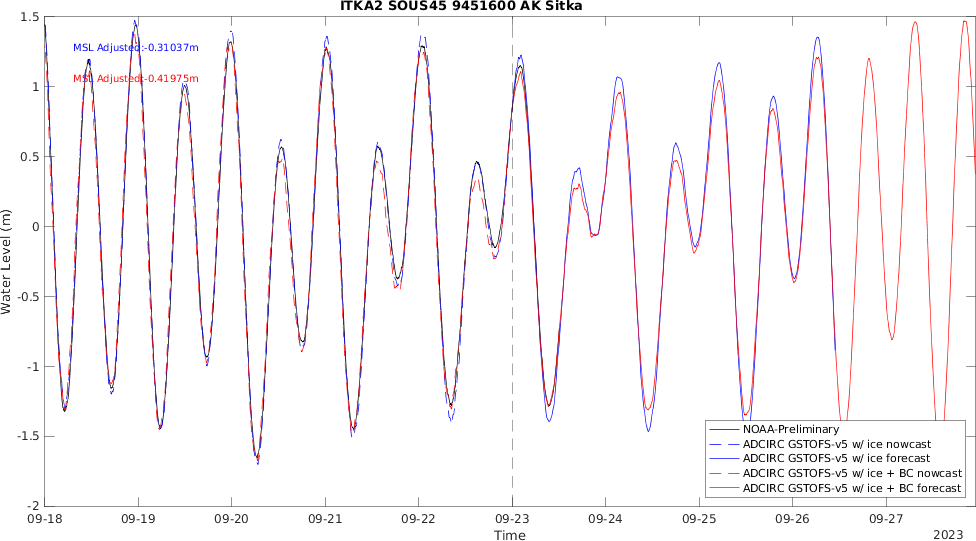 ITKA2 SOUS45 9451600 AK Sitka
MSL Adjusted:-0.31037m
MSL Adjusted:-0.41975m
Water Level (m)
1.5
1
0.5
0
-0.5
-1
-1.5
-2
09-18 09-19 09-20 09-21 09-22 09-23 09-24 09-25 09-26 09-27
Time
2023
NOAA-Preliminary
ADCIRC GSTOFS-v5 w/ ice nowcast
ADCIRC GSTOFS-v5 w/ ice forecast
ADCIRC GSTOFS-v5 w/ice + BC nowcast
ADCIRC GSTOFS-v5 w/ice + BC forecast